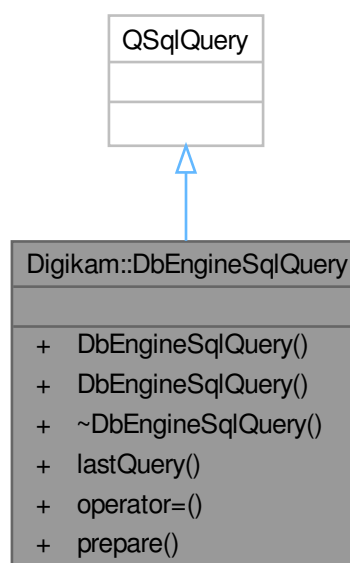 QSqlQuery
Digikam::DbEngineSqlQuery
+ DbEngineSqlQuery()
+ DbEngineSqlQuery()
+ ~DbEngineSqlQuery()
+ lastQuery()
+ operator=()
+ prepare()